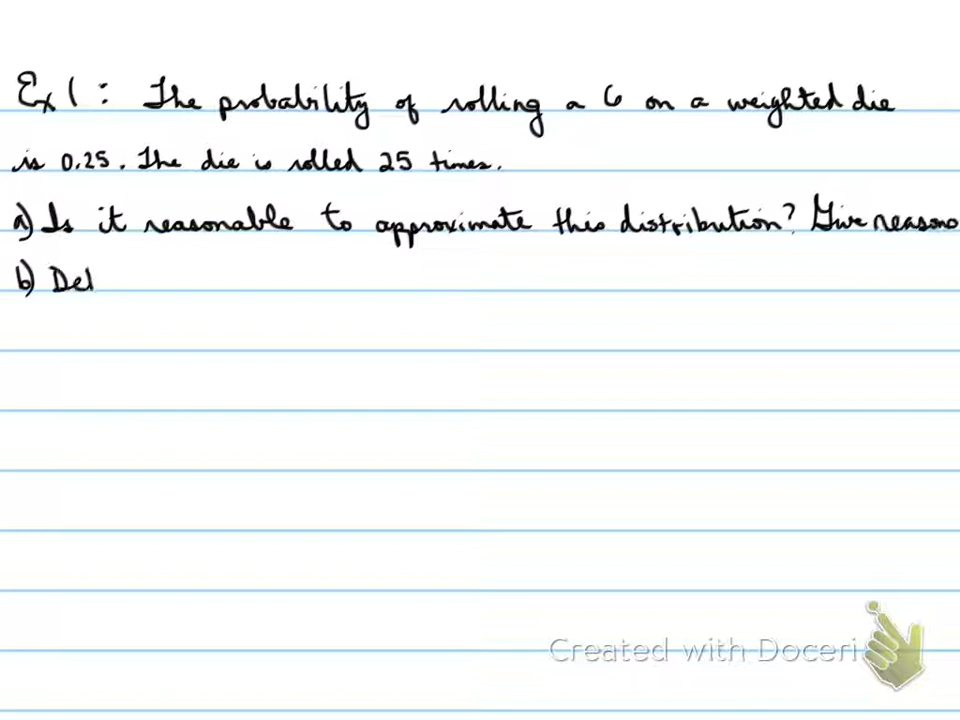 Ex 1 : The probability of rolling a 6 on a weighted die
is 0.25. The die is rolled 25 times.
a) Is it reasonable to approximate this distribution? Give reasons
b) Del
Created with Doceri